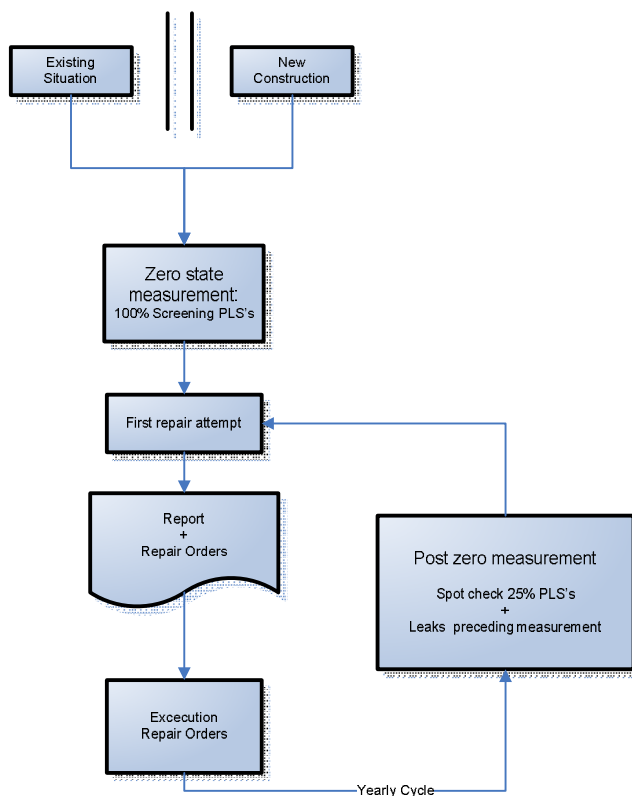 Existing
Situation
New
Construction
Zero state
measurement:
100% Screening PLS's
First repair attempt
Report
+
Repair Orders
Post zero measurement
Spot check 25% PLS's
+
Leaks preceding measurement
Excecution
Repair Orders
Yearly Cycle